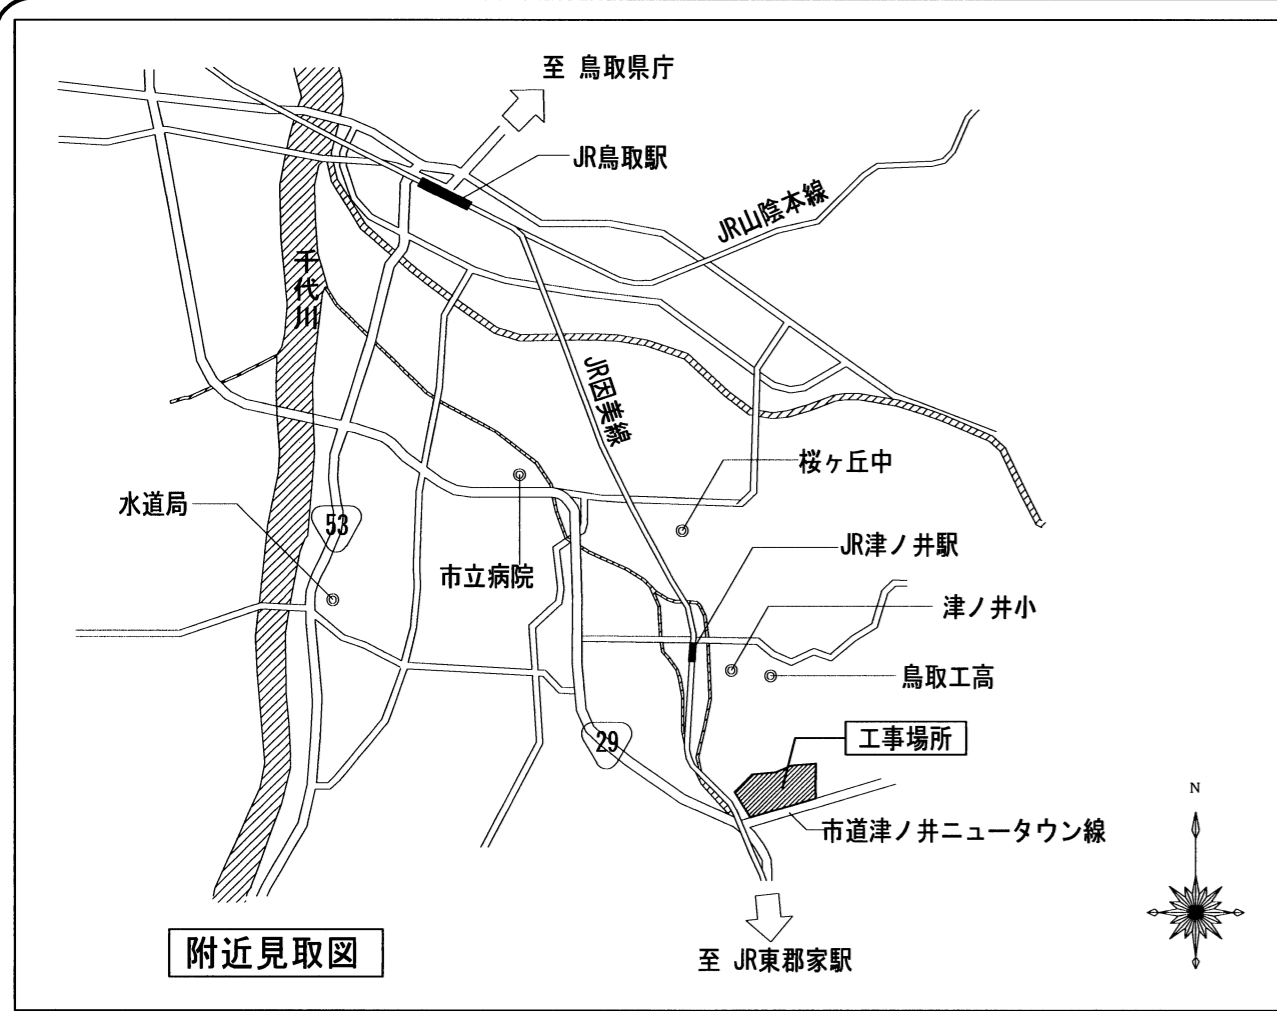 至 鳥取県庁
JR鳥取駅
JR山陰本線
千代川
JR因美線
桜ヶ丘中
水道局
53
市立病院
JR津ノ井駅
津ノ井小
鳥取工高
29
工事場所
N
市道津ノ井ニュータウン線
附近見取図
至 JR東郡家駅